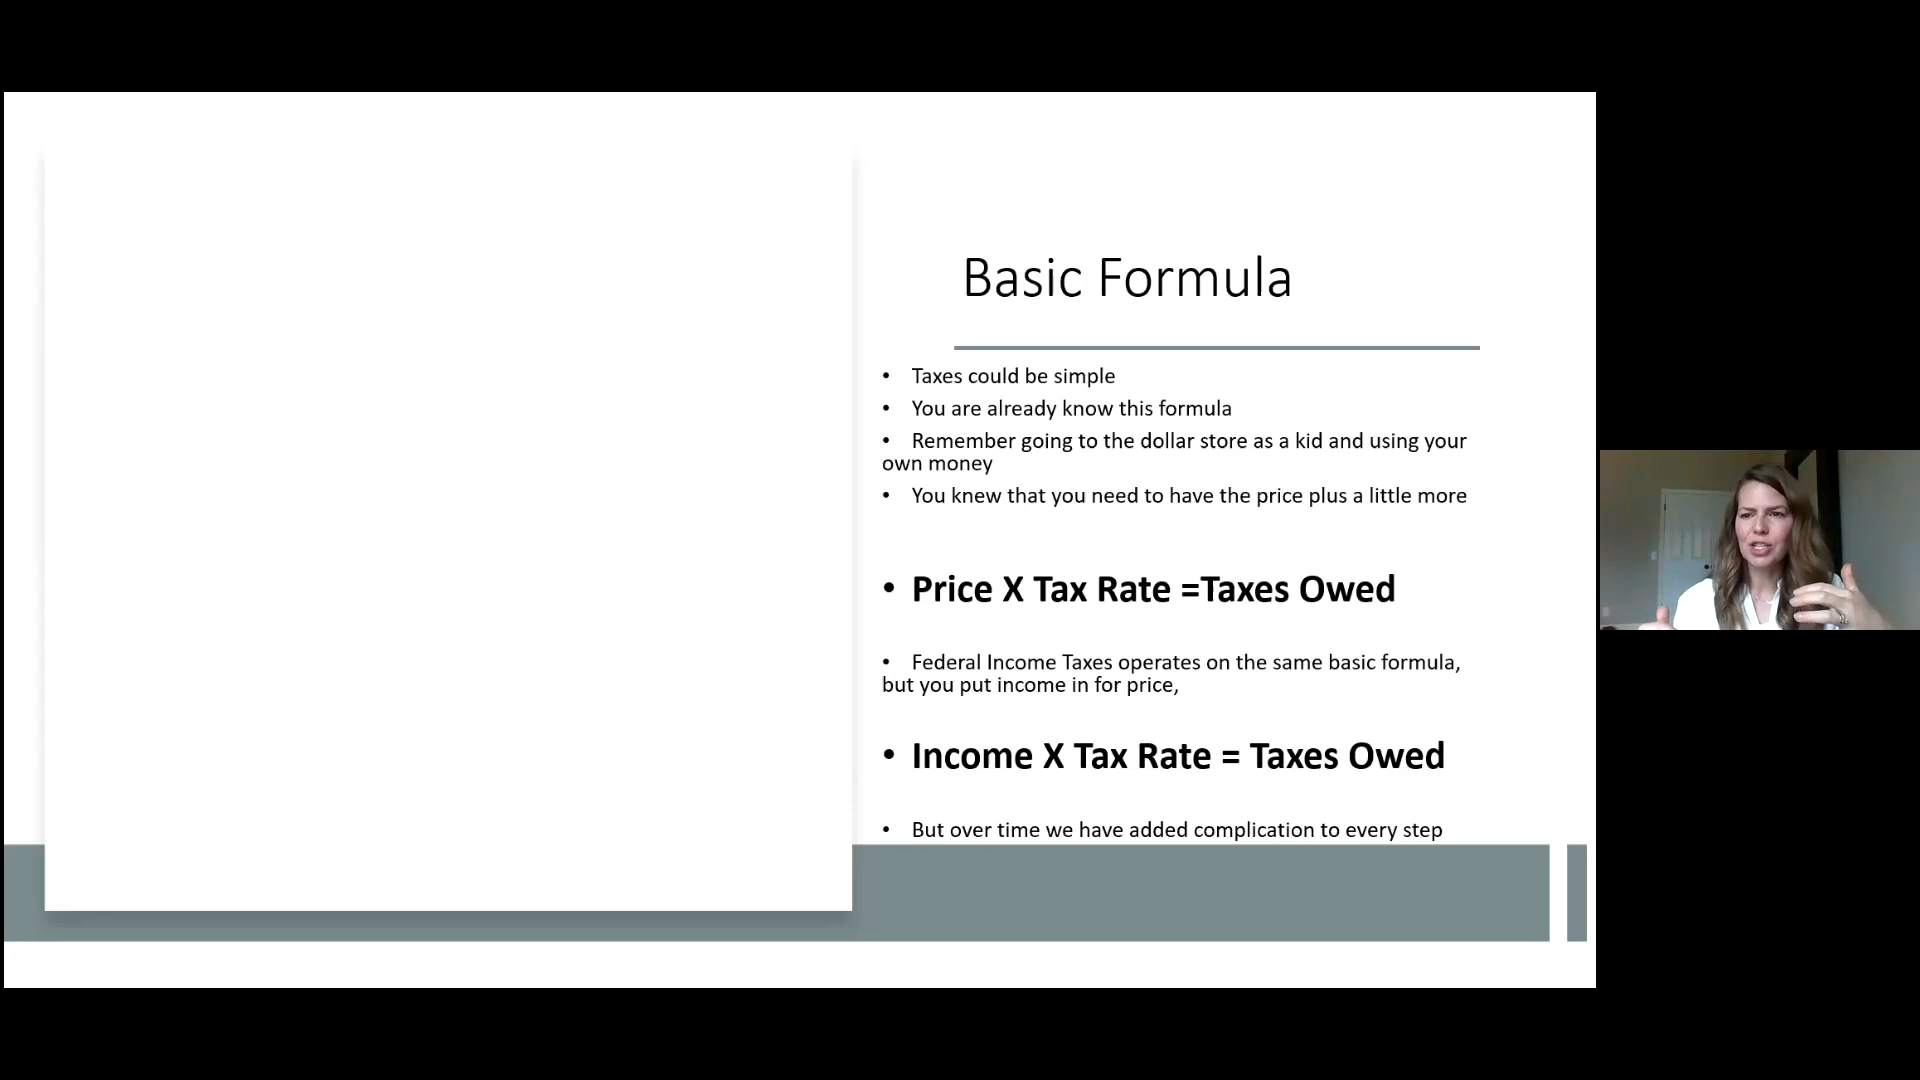 Basic Formula
• Taxes could be simple
• You are already know this formula
• Remember going to the dollar store as a kid and using your
own money
• You knew that you need to have the price plus a little more
• Price X Tax Rate =Taxes Owed
• Federal Income Taxes operates on the same basic formula,
but you put income in for price,
• Income X Tax Rate = Taxes Owed
• But over time we have added complication to every step